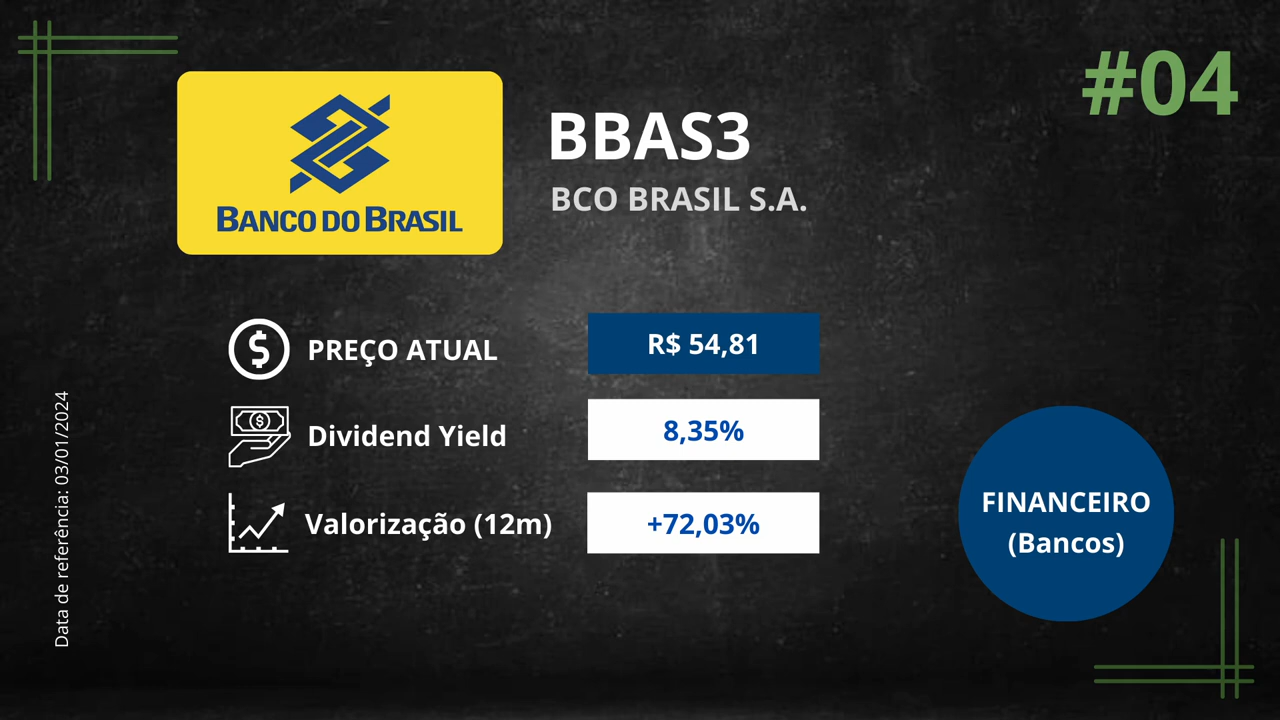 #04
BANCO DO BRASIL
BBAS3
BCO BRASIL S.A.
PREÇO ATUAL
R$ 54,81
Dividend Yield
8,35%
Valorização (12m)
+72,03%
FINANCEIRO
(Bancos)
Data de referência: 03/01/2024